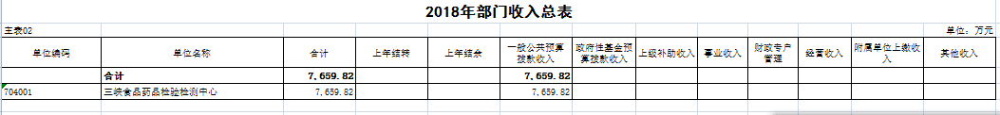 2018年部门收入总表
主表02 单位：万元
单位编码 单位名称 合计 上年结转 上年结余 一般公共预算拨款收入 政府性基金预算拨款收入 上级补助收入 事业收入 财政专户管理 经营收入 附属单位上缴收入 其他收入
合计 7,659.82 7,659.82
704001 三峡食品药品检验检测中心 7,659.82 7,659.82